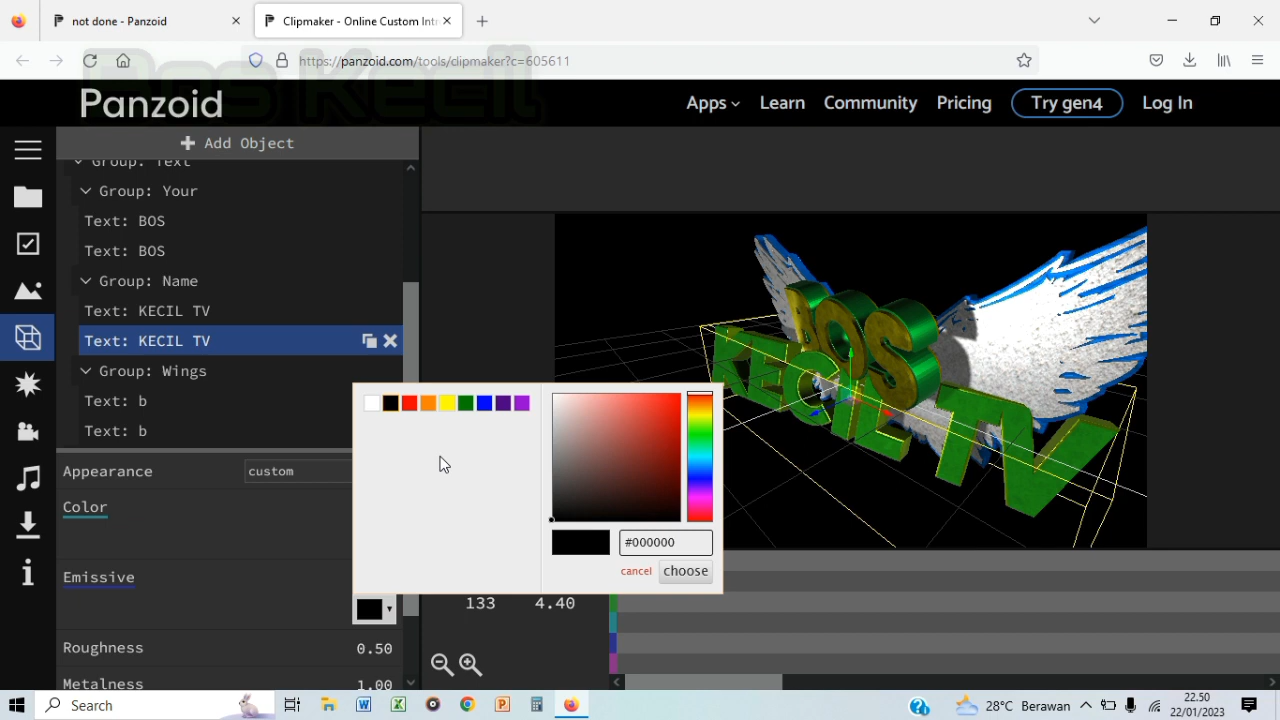 not done - Panzoid
Clipmaker - Online Custom Intr
https://panzoid.com/tools/clipmaker?c=605611
Bos Kecil
Panzoid
Apps Learn Community Pricing Try gen4 Log In
Add Object
Group: Text
Group: Your
Text: BOS
Text: BOS
Group: Name
Text: KECIL TV
Text: KECIL TV
Group: Wings
Text: b
Text: b
BOS
KECIL TV
Appearance custom
Color
Emissive
Roughness 0.50
Metalness 1.00
#000000
cancel choose
133 4.40
Search
28°C Berawan
22.50
22/01/2023